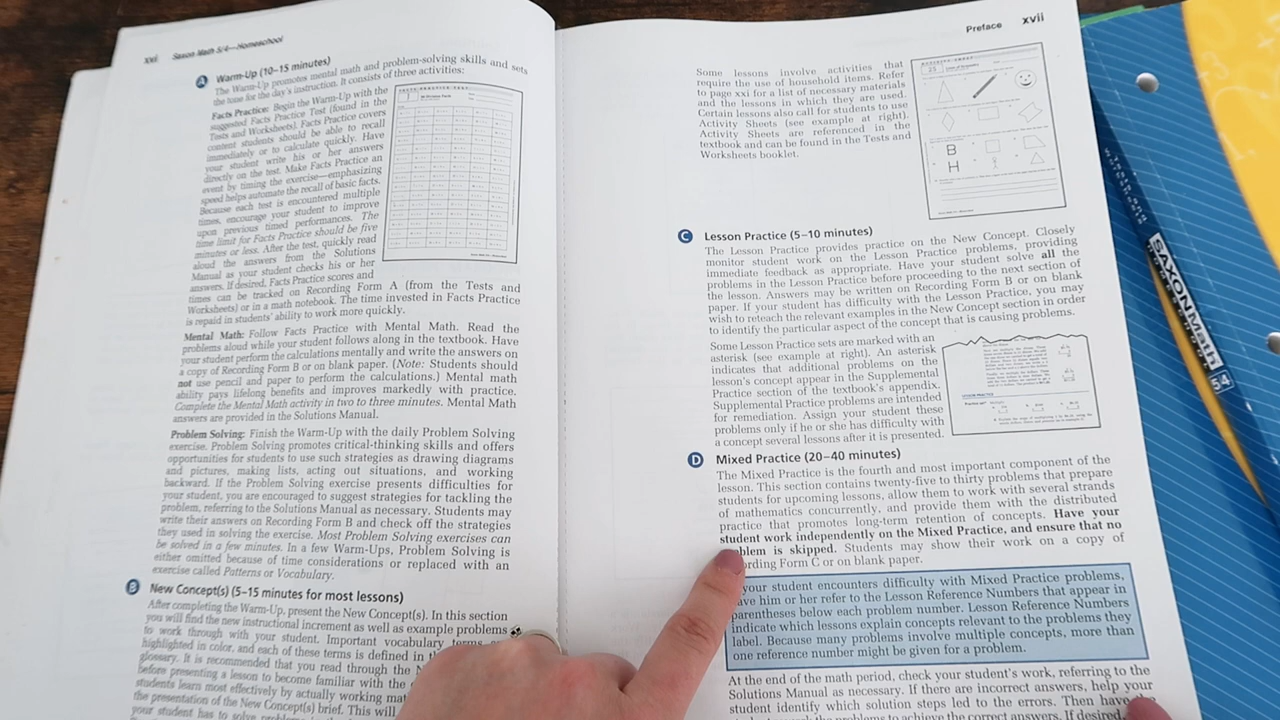 xvi Saxon Math 5/4—Homeschool
A Warm-Up (10–15 minutes)
The Warm-Up promotes mental math and problem-solving skills and sets
the tone for the day's instruction. It consists of three activities:
Facts Practice: Begin the Warm-Up with the
suggested Facts Practice Test (found in the
Tests and Worksheets). Facts Practice covers
content students should be able to recall
immediately or to calculate quickly. Have
your student write his or her answers
directly on the test. Make Facts Practice an
event by timing the exercise—emphasizing
speed helps automate the recall of basic facts.
Because each test is encountered multiple
times, encourage your student to improve
upon previous timed performances. The
time limit for Facts Practice should be five
minutes or less. After the test, quickly read
aloud the answers from the Solutions
Manual as your student checks his or her
answers. If desired, Facts Practice scores and
times can be tracked on Recording Form A (from the Tests and
Worksheets) or in a math notebook. The time invested in Facts Practice
is repaid in students' ability to work more quickly.
Mental Math: Follow Facts Practice with Mental Math. Read the
problems aloud while your student follows along in the textbook. Have
your student perform the calculations mentally and write the answers on
a copy of Recording Form B or on blank paper. (Note: Students should
not use pencil and paper to perform the calculations.) Mental math
ability pays lifelong benefits and improves markedly with practice.
Complete the Mental Math activity in two to three minutes. Mental Math
answers are provided in the Solutions Manual.
Problem Solving: Finish the Warm-Up with the daily Problem Solving
exercise. Problem Solving promotes critical-thinking skills and offers
opportunities for students to use such strategies as drawing diagrams
and pictures, making lists, acting out situations, and working
backward. If the Problem Solving exercise presents difficulties for
your student, you are encouraged to suggest strategies for tackling the
problem, referring to the Solutions Manual as necessary. Students may
write their answers on Recording Form B and check off the strategies
they used in solving the exercise. Most Problem Solving exercises can
be solved in a few minutes. In a few Warm-Ups, Problem Solving is
either omitted because of time considerations or replaced with an
exercise called Patterns or Vocabulary.
B New Concept(s) (5–15 minutes for most lessons)
After completing the Warm-Up, present the New Concept(s). In this section
you will find the new instructional increment as well as example problems
to work through with your student. Important vocabulary terms
highlighted in color, and each of these terms is defined in
glossary. It is recommended that you read through the
before presenting a lesson to become familiar with the
students learn most effectively by actually working
the presentation of the New Concept(s) brief. This will
your student has to solve problems in the
Preface xvii
Some lessons involve activities that
require the use of household items. Refer
to page xxi for a list of necessary materials
and the lessons in which they are used.
Certain lessons also call for students to use
Activity Sheets (see example at right).
Activity Sheets are referenced in the
textbook and can be found in the Tests and
Worksheets booklet.
B
H
C Lesson Practice (5–10 minutes)
The Lesson Practice provides practice on the New Concept. Closely
monitor student work on the Lesson Practice problems, providing
immediate feedback as appropriate. Have your student solve all the
problems in the Lesson Practice before proceeding to the next section of
the lesson. Answers may be written on Recording Form B or on blank
paper. If your student has difficulty with the Lesson Practice, you may
wish to reteach the relevant examples in the New Concept section in order
to identify the particular aspect of the concept that is causing problems.
Some Lesson Practice sets are marked with an
asterisk (see example at right). An asterisk
indicates that additional problems on the
lesson's concept appear in the Supplemental
Practice section of the textbook's appendix.
Supplemental Practice problems are intended
for remediation. Assign your student these
problems only if he or she has difficulty with
a concept several lessons after it is presented.
D Mixed Practice (20–40 minutes)
The Mixed Practice is the fourth and most important component of the
lesson. This section contains twenty-five to thirty problems that prepare
students for upcoming lessons, allow them to work with several strands
of mathematics concurrently, and provide them with the distributed
practice that promotes long-term retention of concepts. Have your
student work independently on the Mixed Practice, and ensure that no
problem is skipped. Students may show their work on a copy of
Recording Form C or on blank paper.
your student encounters difficulty with Mixed Practice problems,
have him or her refer to the Lesson Reference Numbers that appear in
parentheses below each problem number. Lesson Reference Numbers
indicate which lessons explain concepts relevant to the problems they
label. Because many problems involve multiple concepts, more than
one reference number might be given for a problem.
At the end of the math period, check your student's work, referring to the
Solutions Manual as necessary. If there are incorrect answers, help your
student identify which solution steps led to the errors. Then have
problems to achieve the correct answers. If desired,
SAXON Math 5/4